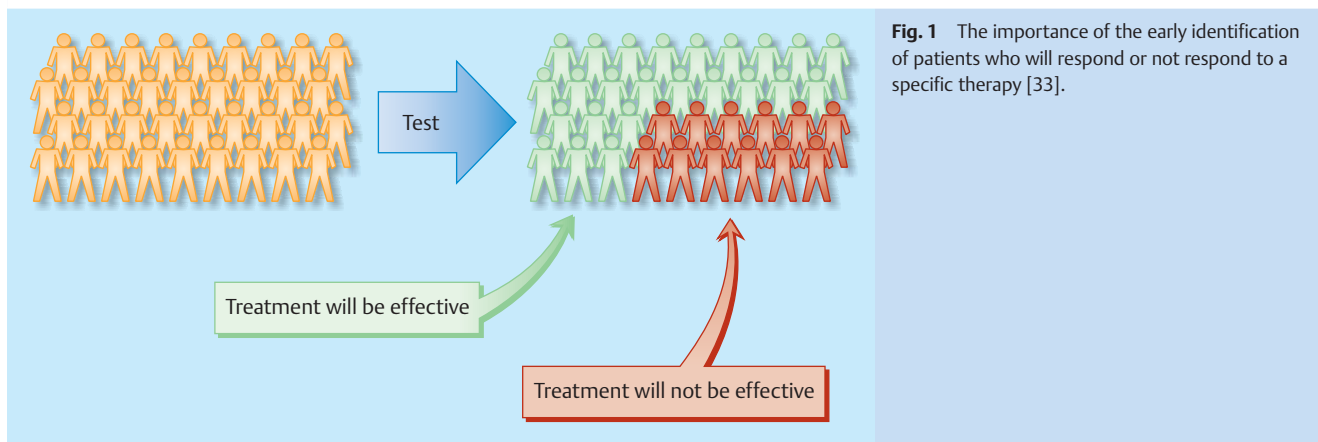 Test
Treatment will be effective
Treatment will not be effective
Fig. 1 The importance of the early identification
of patients who will respond or not respond to a
specific therapy [33].